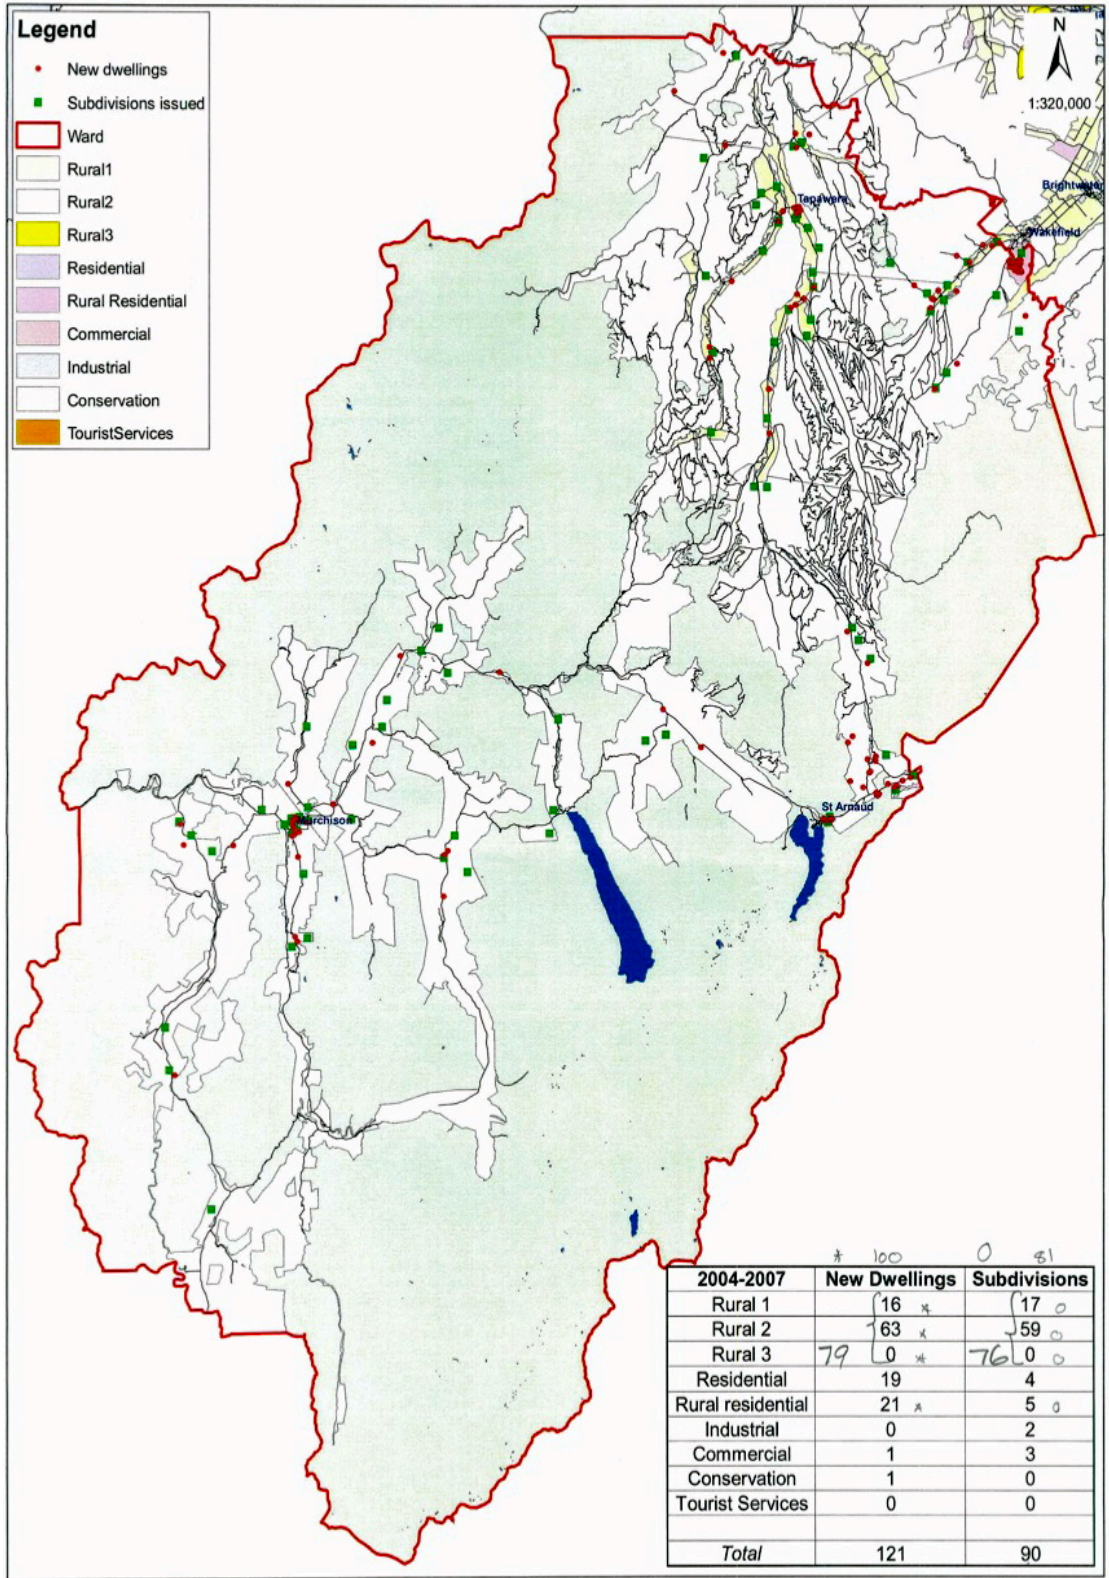 Legend
New dwellings
Subdivisions issued
Ward
Rural1
Rural2
Rural3
Residential
Rural Residential
Commercial
Industrial
Conservation
TouristServices
N
1:320,000
Brightwater
Wakefield
Tapawera
Murchison
St Arnaud
* 100 O 81
2004-2007 New Dwellings Subdivisions
Rural 1 16 * 17 o
Rural 2 63 * 59 o
Rural 3 79 0 * 76 0 o
Residential 19 4
Rural residential 21 * 5 o
Industrial 0 2
Commercial 1 3
Conservation 1 0
Tourist Services 0 0
Total 121 90